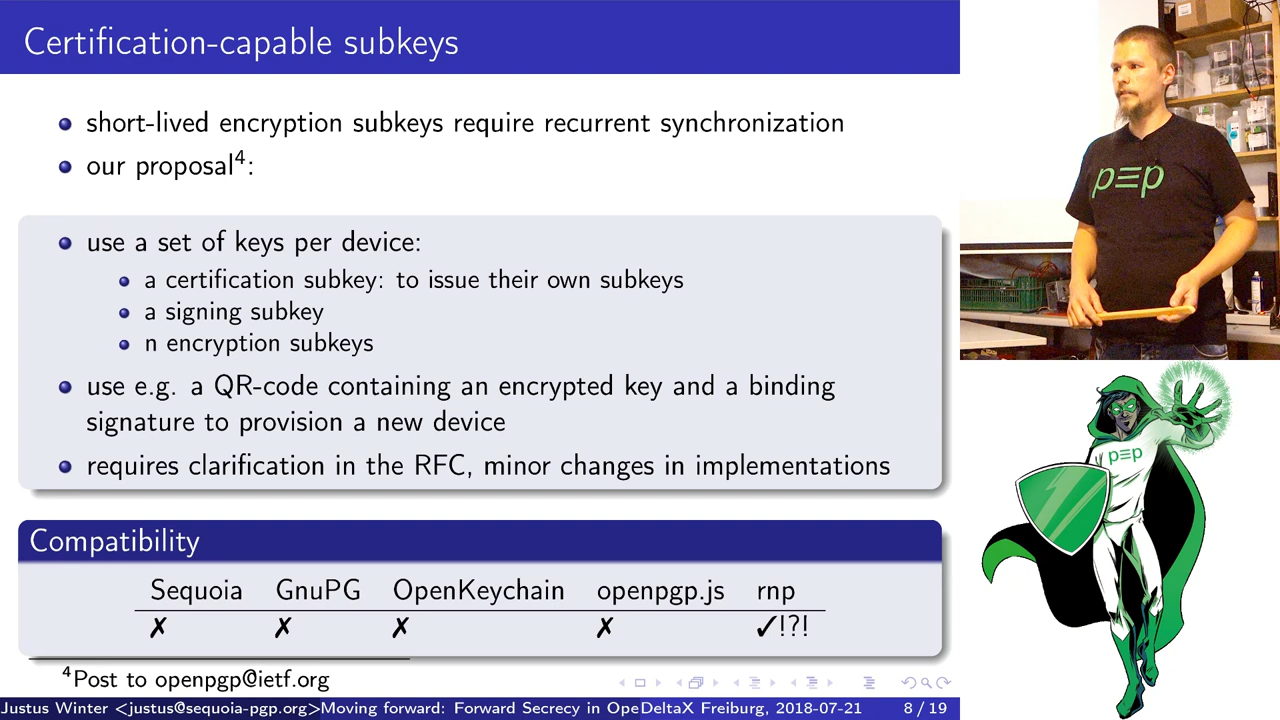 Certification-capable subkeys
short-lived encryption subkeys require recurrent synchronization
our proposal4:
use a set of keys per device:
a certification subkey: to issue their own subkeys
a signing subkey
n encryption subkeys
use e.g. a QR-code containing an encrypted key and a binding
signature to provision a new device
requires clarification in the RFC, minor changes in implementations
Compatibility
Sequoia GnuPG OpenKeychain openpgp.js rnp
✗ ✗ ✗ ✗ ✓!?!
4Post to openpgp@ietf.org
Justus Winter <justus@sequoia-pgp.org> Moving forward: Forward Secrecy in Ope DeltaX Freiburg, 2018-07-21 8 / 19
p≡p
p≡p